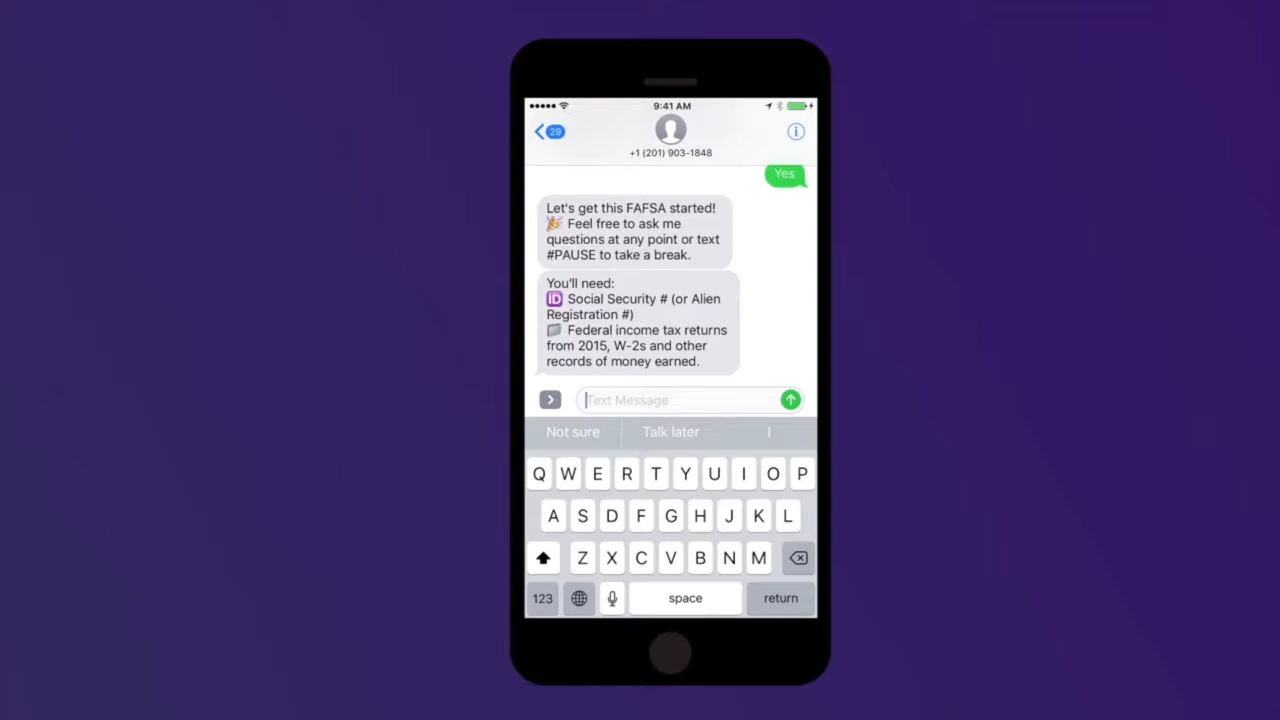 9:41 AM
29
+1 (201) 903-1848
Yes
Let's get this FAFSA started!
🎉 Feel free to ask me
questions at any point or text
#PAUSE to take a break.
You'll need:
🆔 Social Security # (or Alien
Registration #)
Federal income tax returns
from 2015, W-2s and other
records of money earned.
Text Message
Not sure Talk later I
Q W E R T Y U I O P
A S D F G H J K L
Z X C V B N M
123 space return